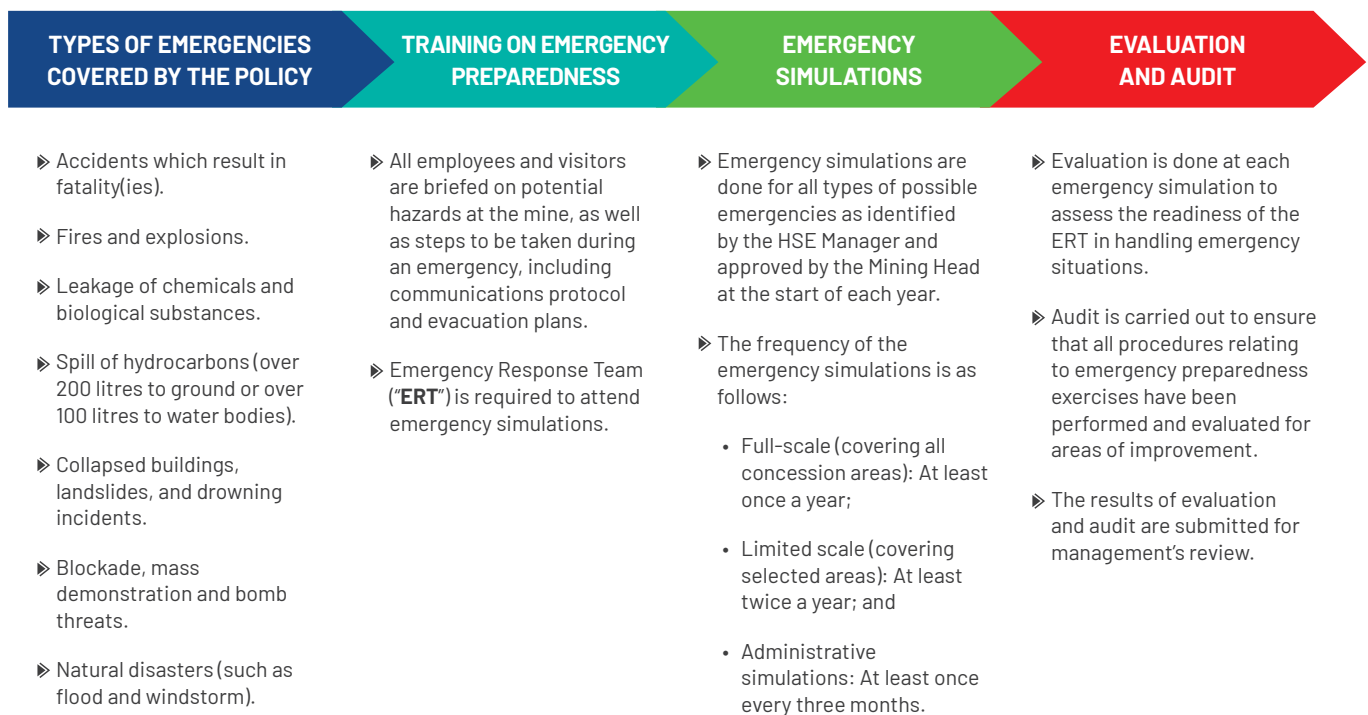 TYPES OF EMERGENCIES
COVERED BY THE POLICY
Accidents which result in
fatality(ies).
Fires and explosions.
Leakage of chemicals and
biological substances.
Spill of hydrocarbons (over
200 litres to ground or over
100 litres to water bodies).
Collapsed buildings,
landslides, and drowning
incidents.
Blockade, mass
demonstration and bomb
threats.
Natural disasters (such as
flood and windstorm).
TRAINING ON EMERGENCY
PREPAREDNESS
All employees and visitors
are briefed on potential
hazards at the mine, as well
as steps to be taken during
an emergency, including
communications protocol
and evacuation plans.
Emergency Response Team
(“ERT”) is required to attend
emergency simulations.
EMERGENCY
SIMULATIONS
Emergency simulations are
done for all types of possible
emergencies as identified
by the HSE Manager and
approved by the Mining Head
at the start of each year.
The frequency of the
emergency simulations is as
follows:
• Full-scale (covering all
concession areas): At least
once a year;
• Limited scale (covering
selected areas): At least
twice a year; and
• Administrative
simulations: At least once
every three months.
EVALUATION
AND AUDIT
Evaluation is done at each
emergency simulation to
assess the readiness of the
ERT in handling emergency
situations.
Audit is carried out to ensure
that all procedures relating
to emergency preparedness
exercises have been
performed and evaluated for
areas of improvement.
The results of evaluation
and audit are submitted for
management’s review.